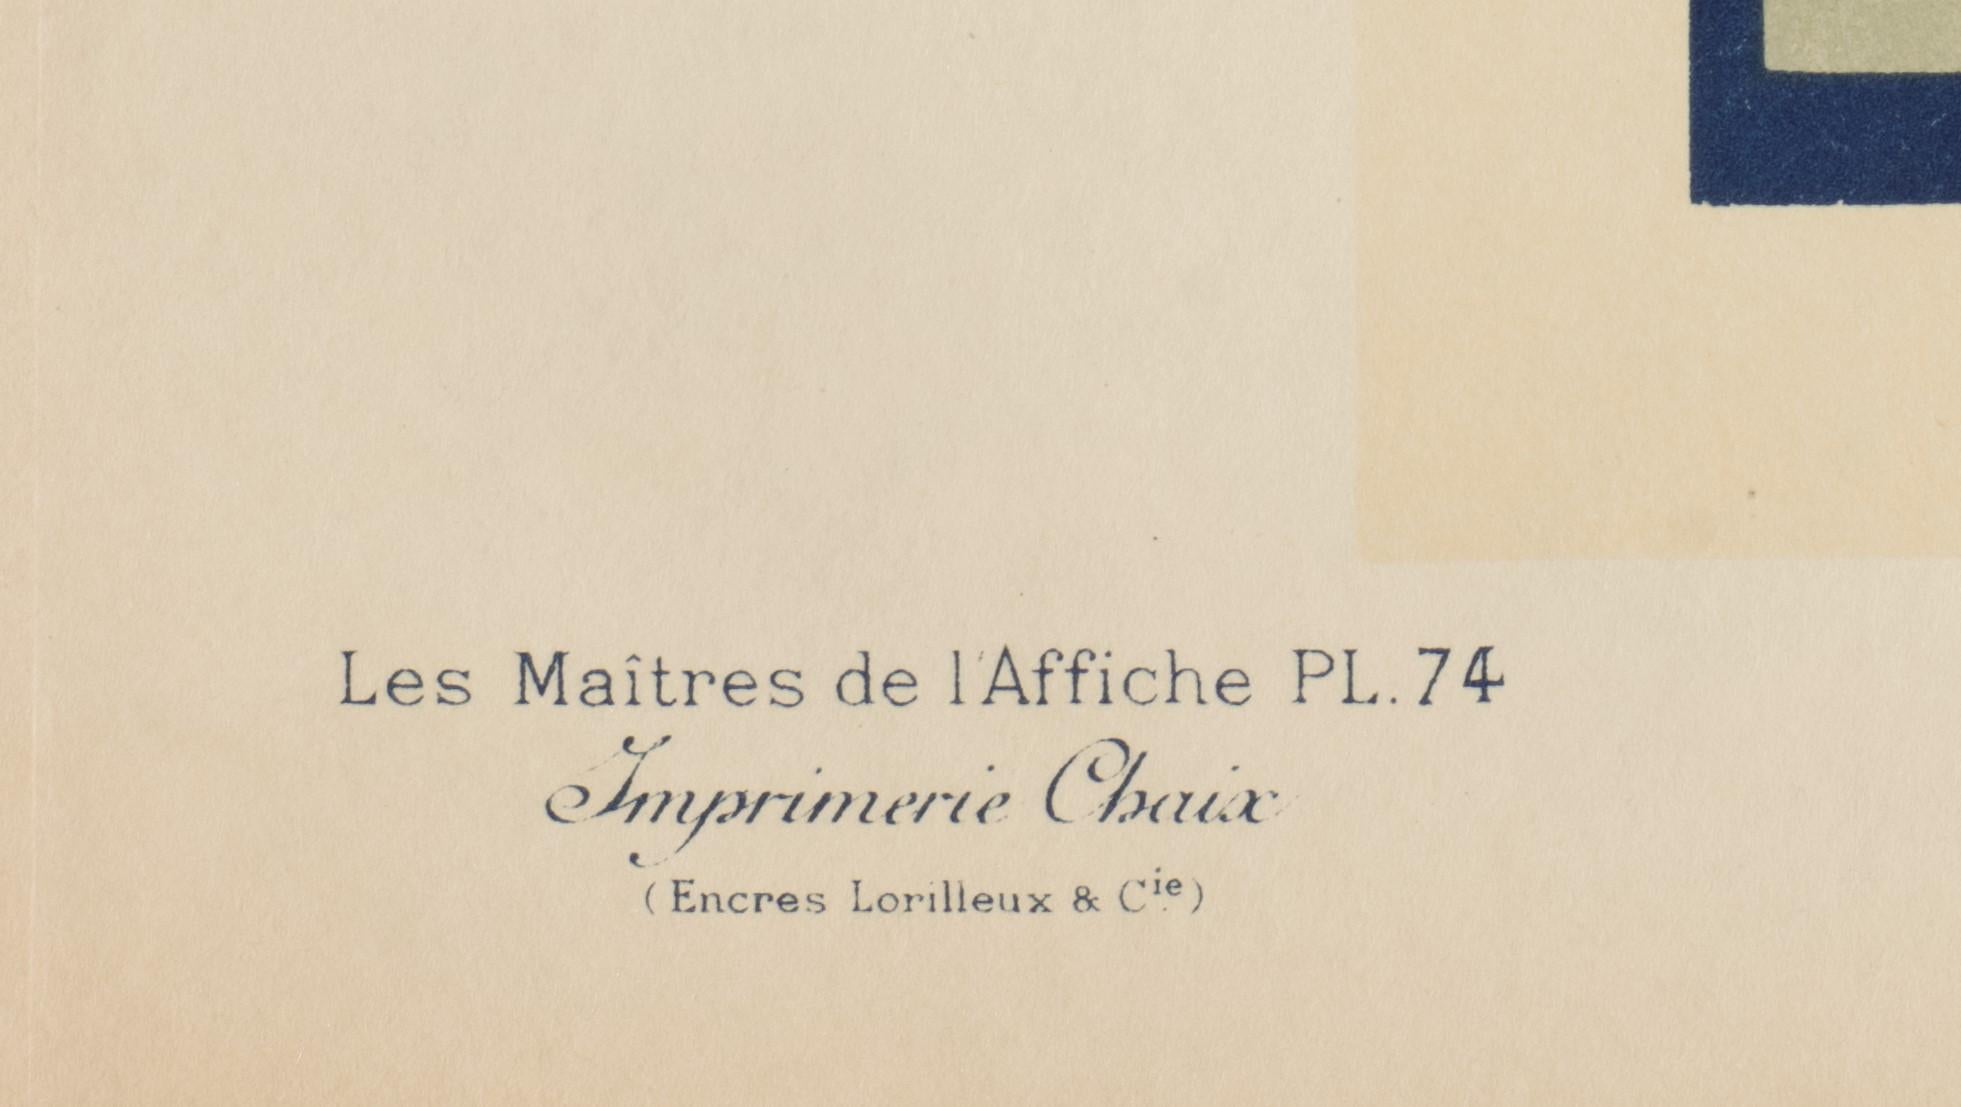 Les Maîtres de l'Affiche PL. 74
Imprimerie Chaix
(Encres Lorilleux & Cie)